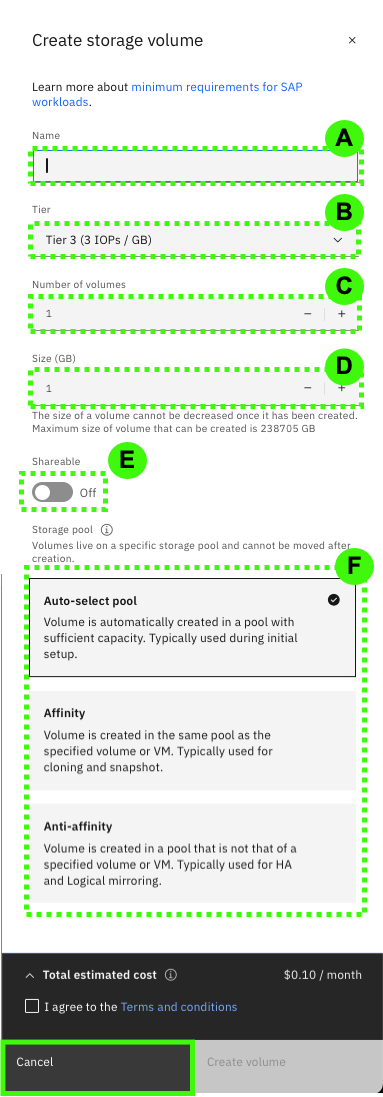 Create storage volume
Learn more about minimum requirements for SAP
workloads.
Name
A
Tier
B
Tier 3 (3 IOPs / GB)
Number of volumes
C
1
Size (GB)
D
1
The size of a volume cannot be decreased once it has been created.
Maximum size of volume that can be created is 238705 GB
Shareable
E
Off
Storage pool
Volumes live on a specific storage pool and cannot be moved after
creation.
F
Auto-select pool
Volume is automatically created in a pool with
sufficient capacity. Typically used during initial
setup.
Affinity
Volume is created in the same pool as the
specified volume or VM. Typically used for
cloning and snapshot.
Anti-affinity
Volume is created in a pool that is not that of a
specified volume or VM. Typically used for HA
and Logical mirroring.
Total estimated cost $0.10 / month
I agree to the Terms and conditions
Cancel Create volume